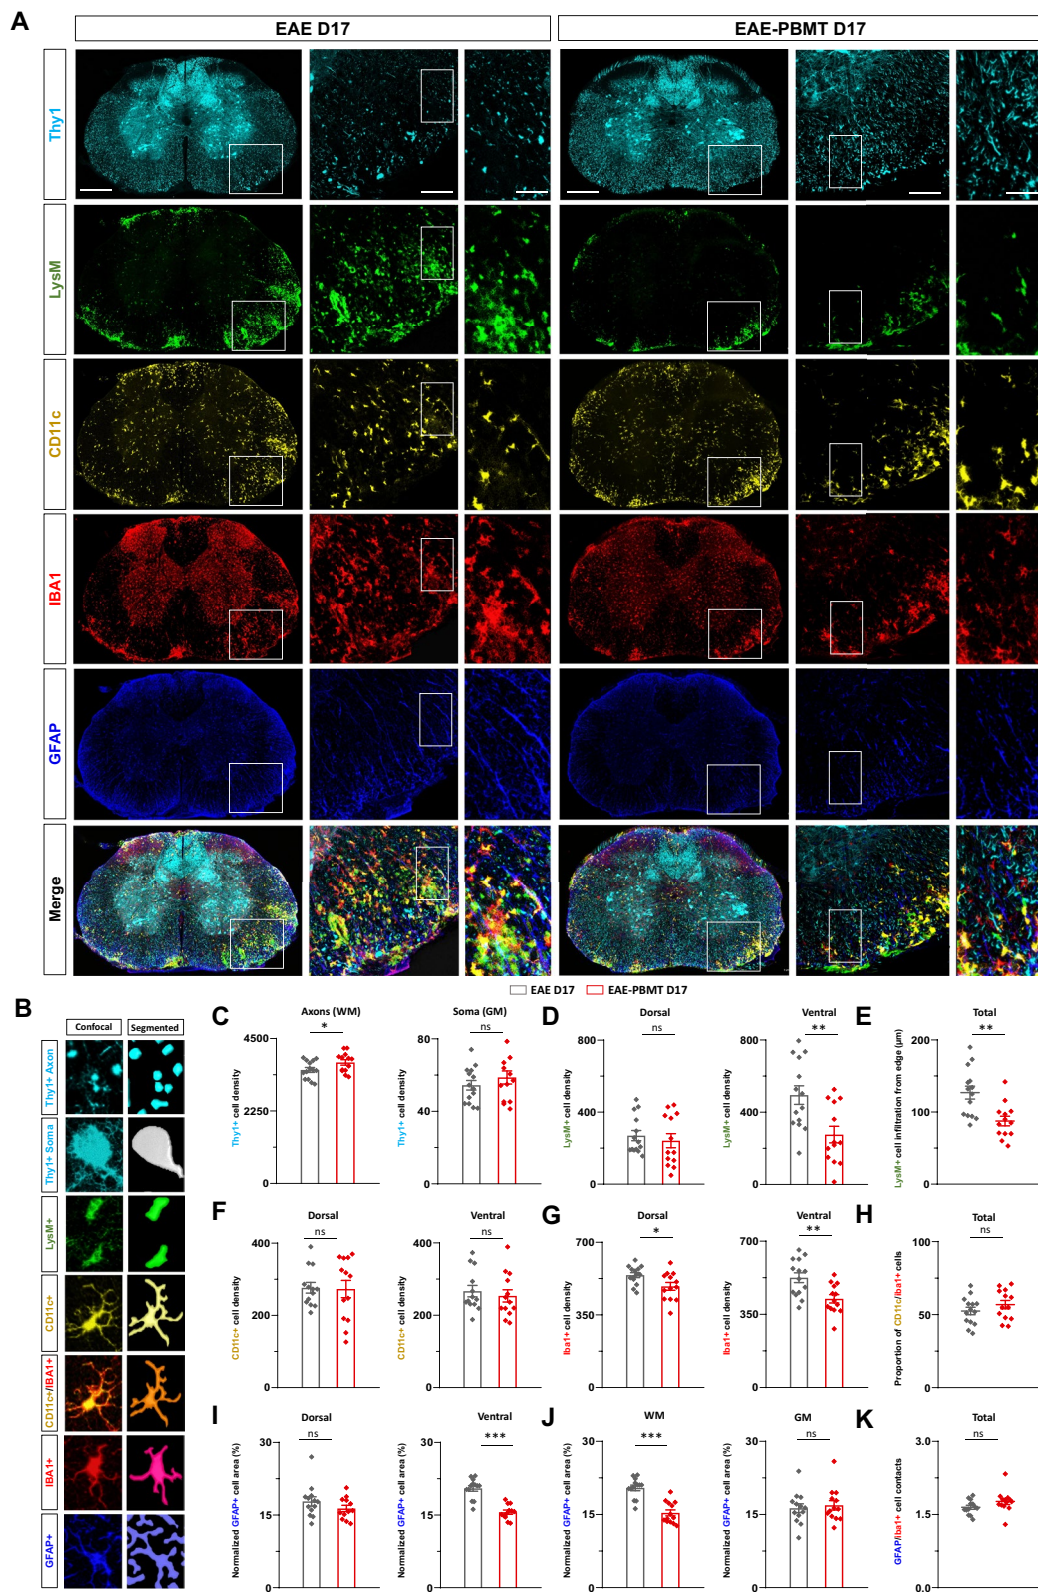 A
EAE D17
EAE-PBMT D17
Thy1
LysM
CD11c
IBA1
GFAP
Merge
EAE D17
EAE-PBMT D17
B
Confocal
Segmented
Thy1+ Axon
Thy1+ Soma
LysM+
CD11c+
CD11c+/IBA1+
IBA1+
GFAP+
C
Axons (WM)
*
Thy1+ cell density
4500
2250
0
Soma (GM)
ns
Thy1+ cell density
80
40
0
D
Dorsal
ns
LysM+ cell density
800
400
0
Ventral
**
LysM+ cell density
800
400
0
E
Total
**
LysM+ cell infiltration from edge (µm)
200
100
0
F
Dorsal
ns
CD11c+ cell density
400
200
0
Ventral
ns
CD11c+ cell density
400
200
0
G
Dorsal
*
Iba1+ cell density
700
350
0
Ventral
**
Iba1+ cell density
700
350
0
H
Total
ns
Proportion of CD11c/Iba1+ cells
100
50
0
I
Dorsal
ns
Normalized GFAP+ cell area (%)
30
15
0
Ventral
***
Normalized GFAP+ cell area (%)
30
15
0
J
WM
***
Normalized GFAP+ cell area (%)
30
15
0
GM
ns
Normalized GFAP+ cell area (%)
30
15
0
K
Total
ns
GFAP/Iba1+ cell contacts
3.0
1.5
0.0